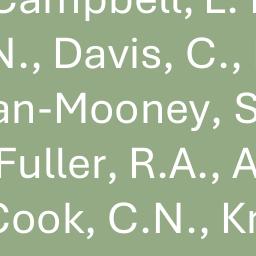 Campbell, L.
N., Davis, C.,
an-Mooney, S
Fuller, R.A., A
Cook, C.N., Kr